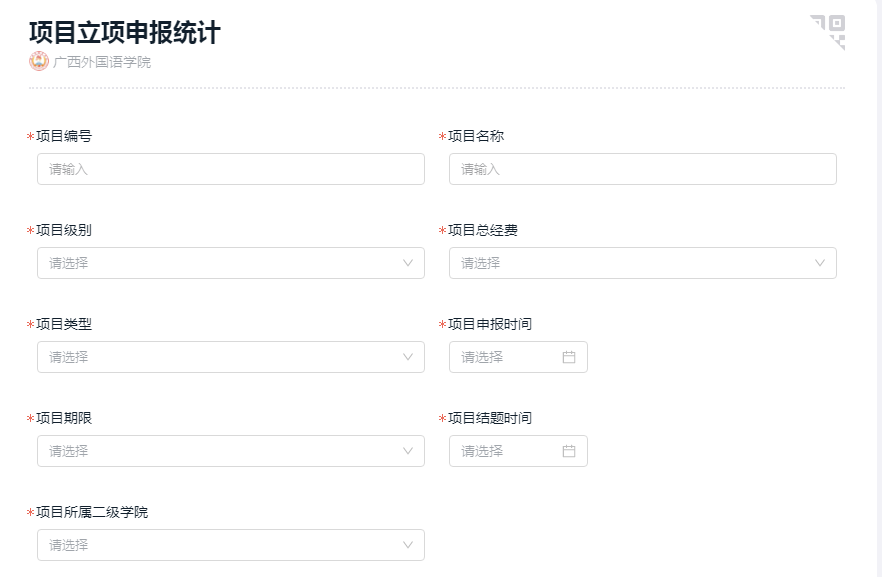 项目立项申报统计
广西外国语学院
*项目编号
*项目名称
请输入
请输入
*项目级别
*项目总经费
请选择
请选择
*项目类型
*项目申报时间
请选择
请选择
*项目期限
*项目结题时间
请选择
请选择
*项目所属二级学院
请选择